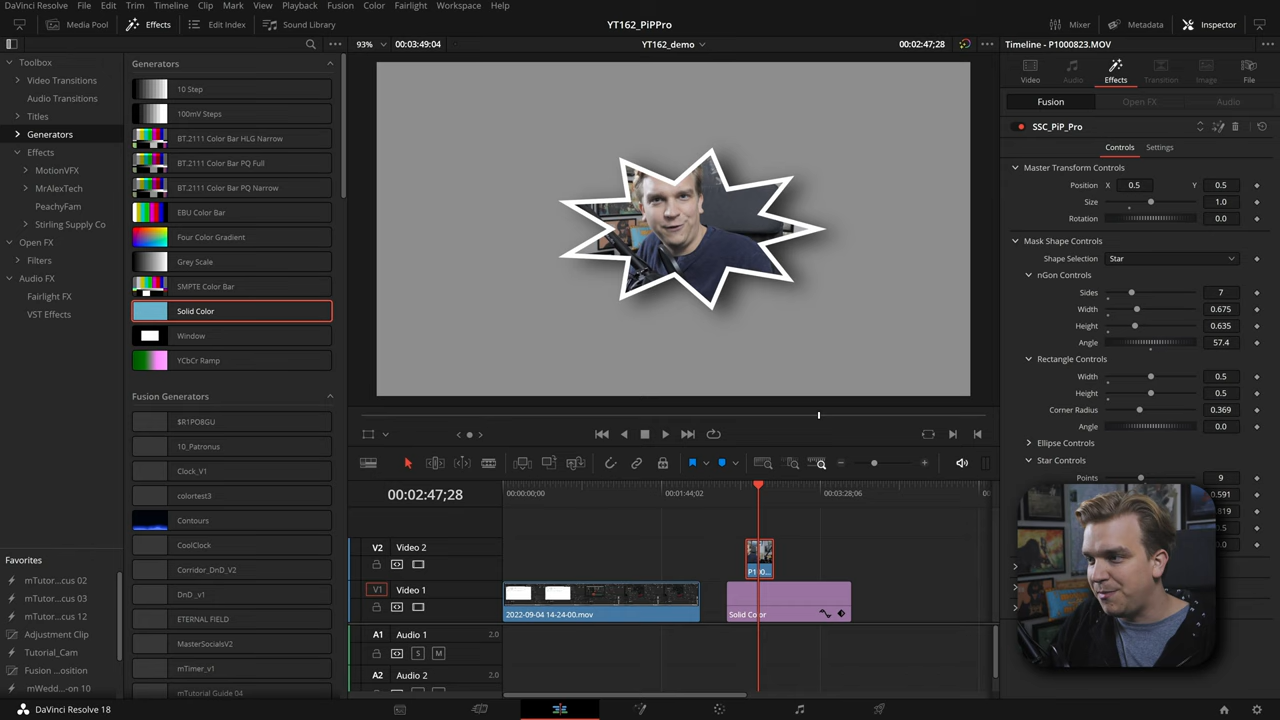 DaVinci Resolve File Edit Trim Timeline Clip Mark View Playback Fusion Color Fairlight Workspace Help
Media Pool Effects Edit Index Sound Library YT162_PiPPro Mixer Metadata Inspector
93% 00:03:49:04 YT162_demo 00:02:47;28 Timeline - P1000823.MOV
Toolbox
Video Transitions
Audio Transitions
Titles
Generators
Effects
MotionVFX
MrAlexTech
PeachyFam
Stirling Supply Co
Open FX
Filters
Audio FX
Fairlight FX
VST Effects
Favorites
mTutor...cus 02
mTutor...cus 03
mTutor...cus 12
Adjustment Clip
Tutorial_Cam
Fusion ...osition
mWedd...-on 10
Generators
10 Step
100mV Steps
BT.2111 Color Bar HLG Narrow
BT.2111 Color Bar PQ Full
BT.2111 Color Bar PQ Narrow
EBU Color Bar
Four Color Gradient
Grey Scale
SMPTE Color Bar
Solid Color
Window
YCbCr Ramp
Fusion Generators
$R1PO8GU
10_Patronus
Clock_V1
colortest3
Contours
CoolClock
Corridor_DnD_V2
DnD_v1
ETERNAL FIELD
MasterSocialsV2
mTimer_v1
mTutorial Guide 04
00:02:47;28
00:00:00;00 00:01:44;02 00:03:28;06 00
V2 Video 2
P100...
V1 Video 1
2022-09-04 14-24-00.mov Solid Color
A1 Audio 1 2.0
S M
A2 Audio 2 2.0
Video Audio Effects Transition Image File
Fusion Open FX Audio
SSC_PiP_Pro
Controls Settings
Master Transform Controls
Position X 0.5 Y 0.5
Size 1.0
Rotation 0.0
Mask Shape Controls
Shape Selection Star
nGon Controls
Sides 7
Width 0.675
Height 0.635
Angle 57.4
Rectangle Controls
Width 0.5
Height 0.5
Corner Radius 0.369
Angle 0.0
Ellipse Controls
Star Controls
Points 9
DaVinci Resolve 18